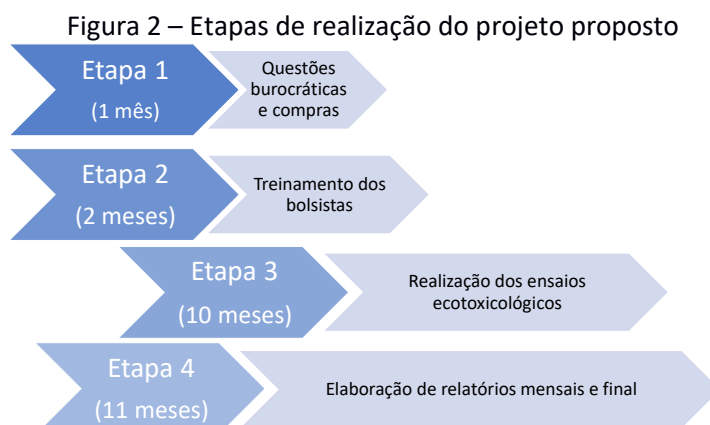 Figura 2 – Etapas de realização do projeto proposto
Etapa 1
(1 mês)
Questões
burocráticas
e compras
Etapa 2
(2 meses)
Treinamento dos
bolsistas
Etapa 3
(10 meses)
Realização dos ensaios
ecotoxicológicos
Etapa 4
(11 meses)
Elaboração de relatórios mensais e final